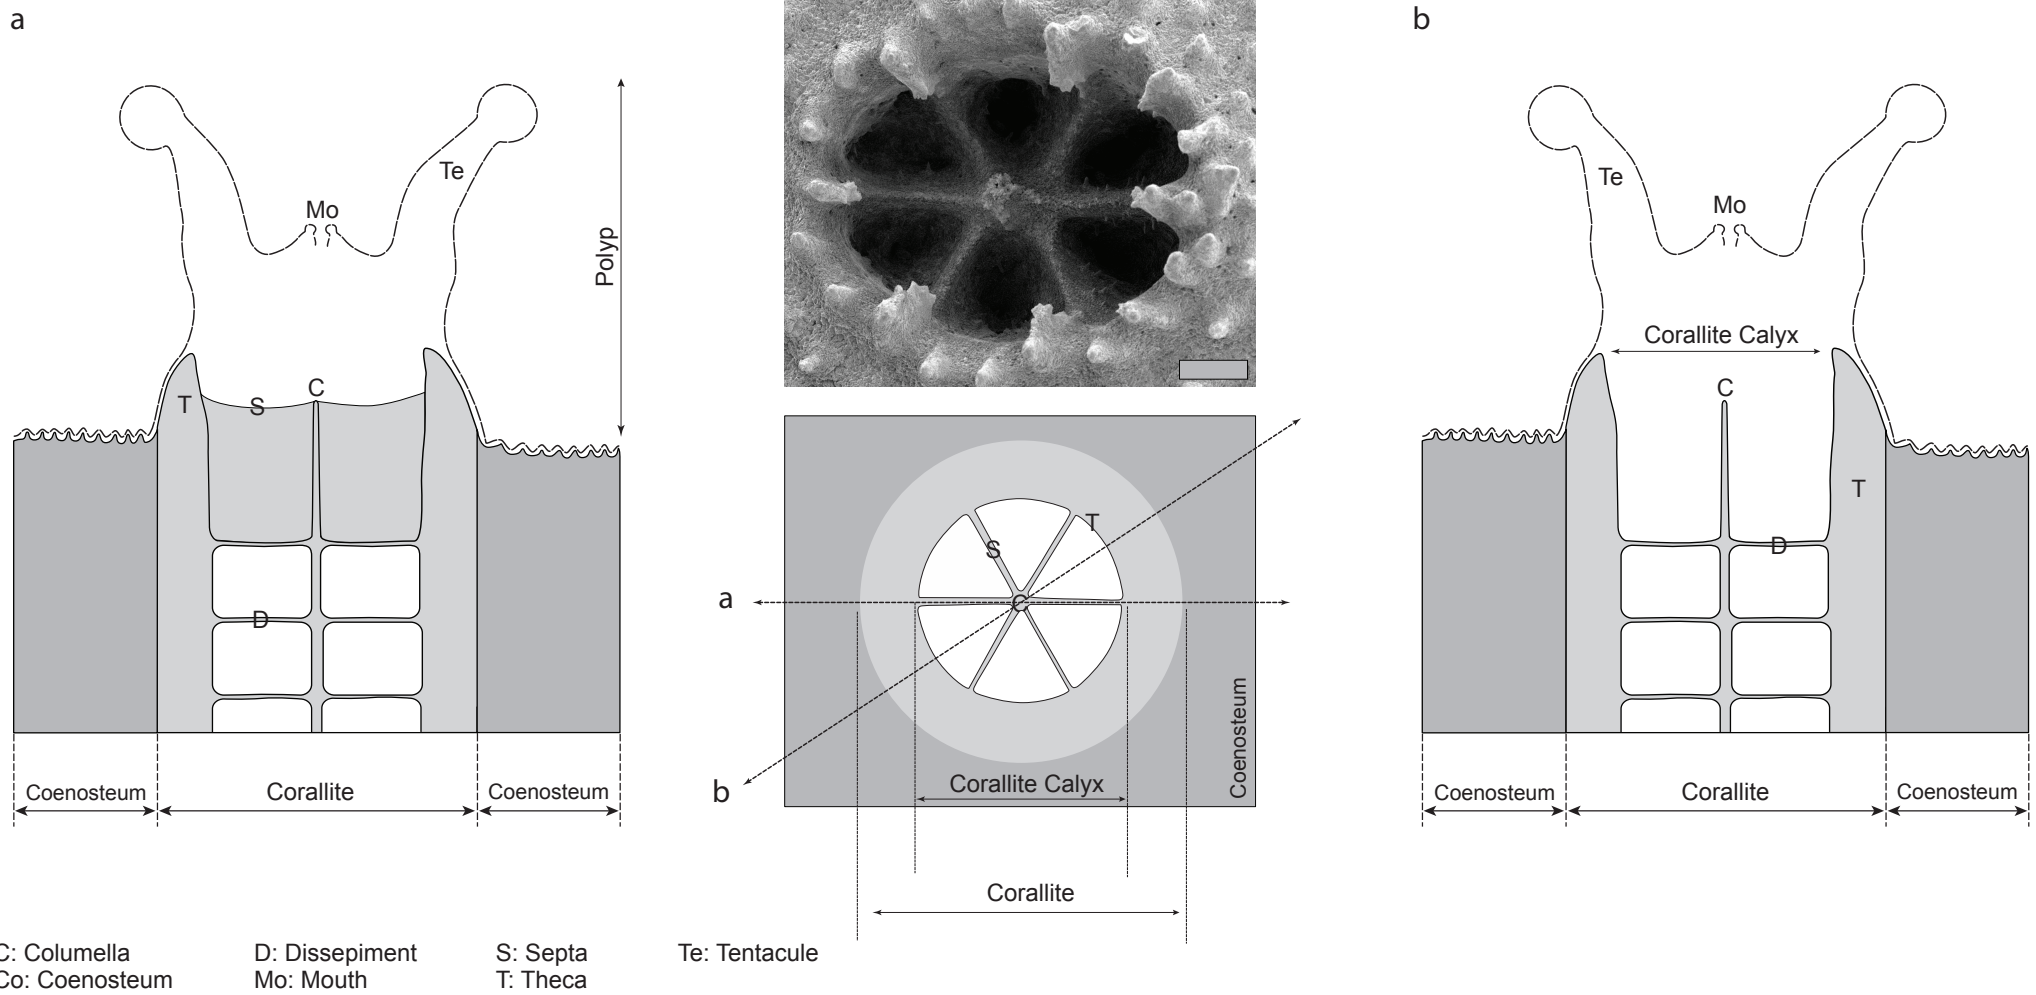 a
Te
Mo
Polyp
C
T
S
D
Coenosteum
Corallite
Coenosteum
T
S
a
C
Coenosteum
Corallite Calyx
b
Corallite
b
Te
Mo
Corallite Calyx
C
T
D
Coenosteum
Corallite
Coenosteum
C: Columella D: Dissepiment S: Septa Te: Tentacule
Co: Coenosteum Mo: Mouth T: Theca